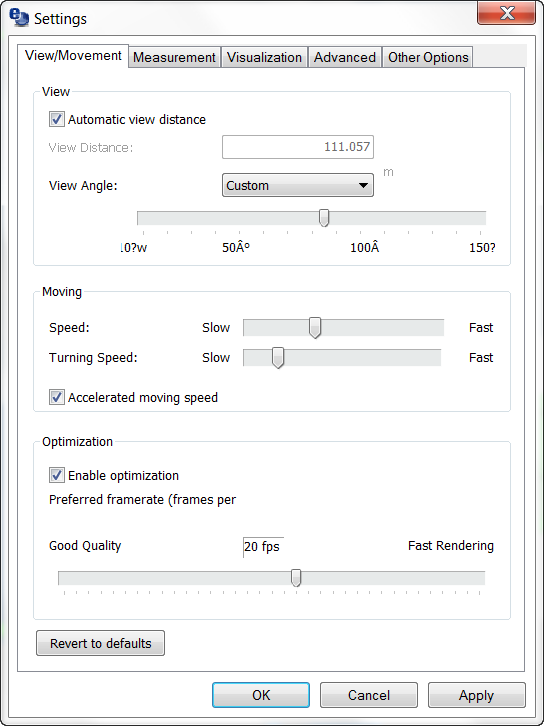 Settings
View/Movement Measurement Visualization Advanced Other Options
View
Automatic view distance
View Distance: 111.057
m
View Angle: Custom
10?w 50Âº 100Â 150?
Moving
Speed: Slow Fast
Turning Speed: Slow Fast
Accelerated moving speed
Optimization
Enable optimization
Preferred framerate (frames per
Good Quality 20 fps Fast Rendering
Revert to defaults
OK Cancel Apply